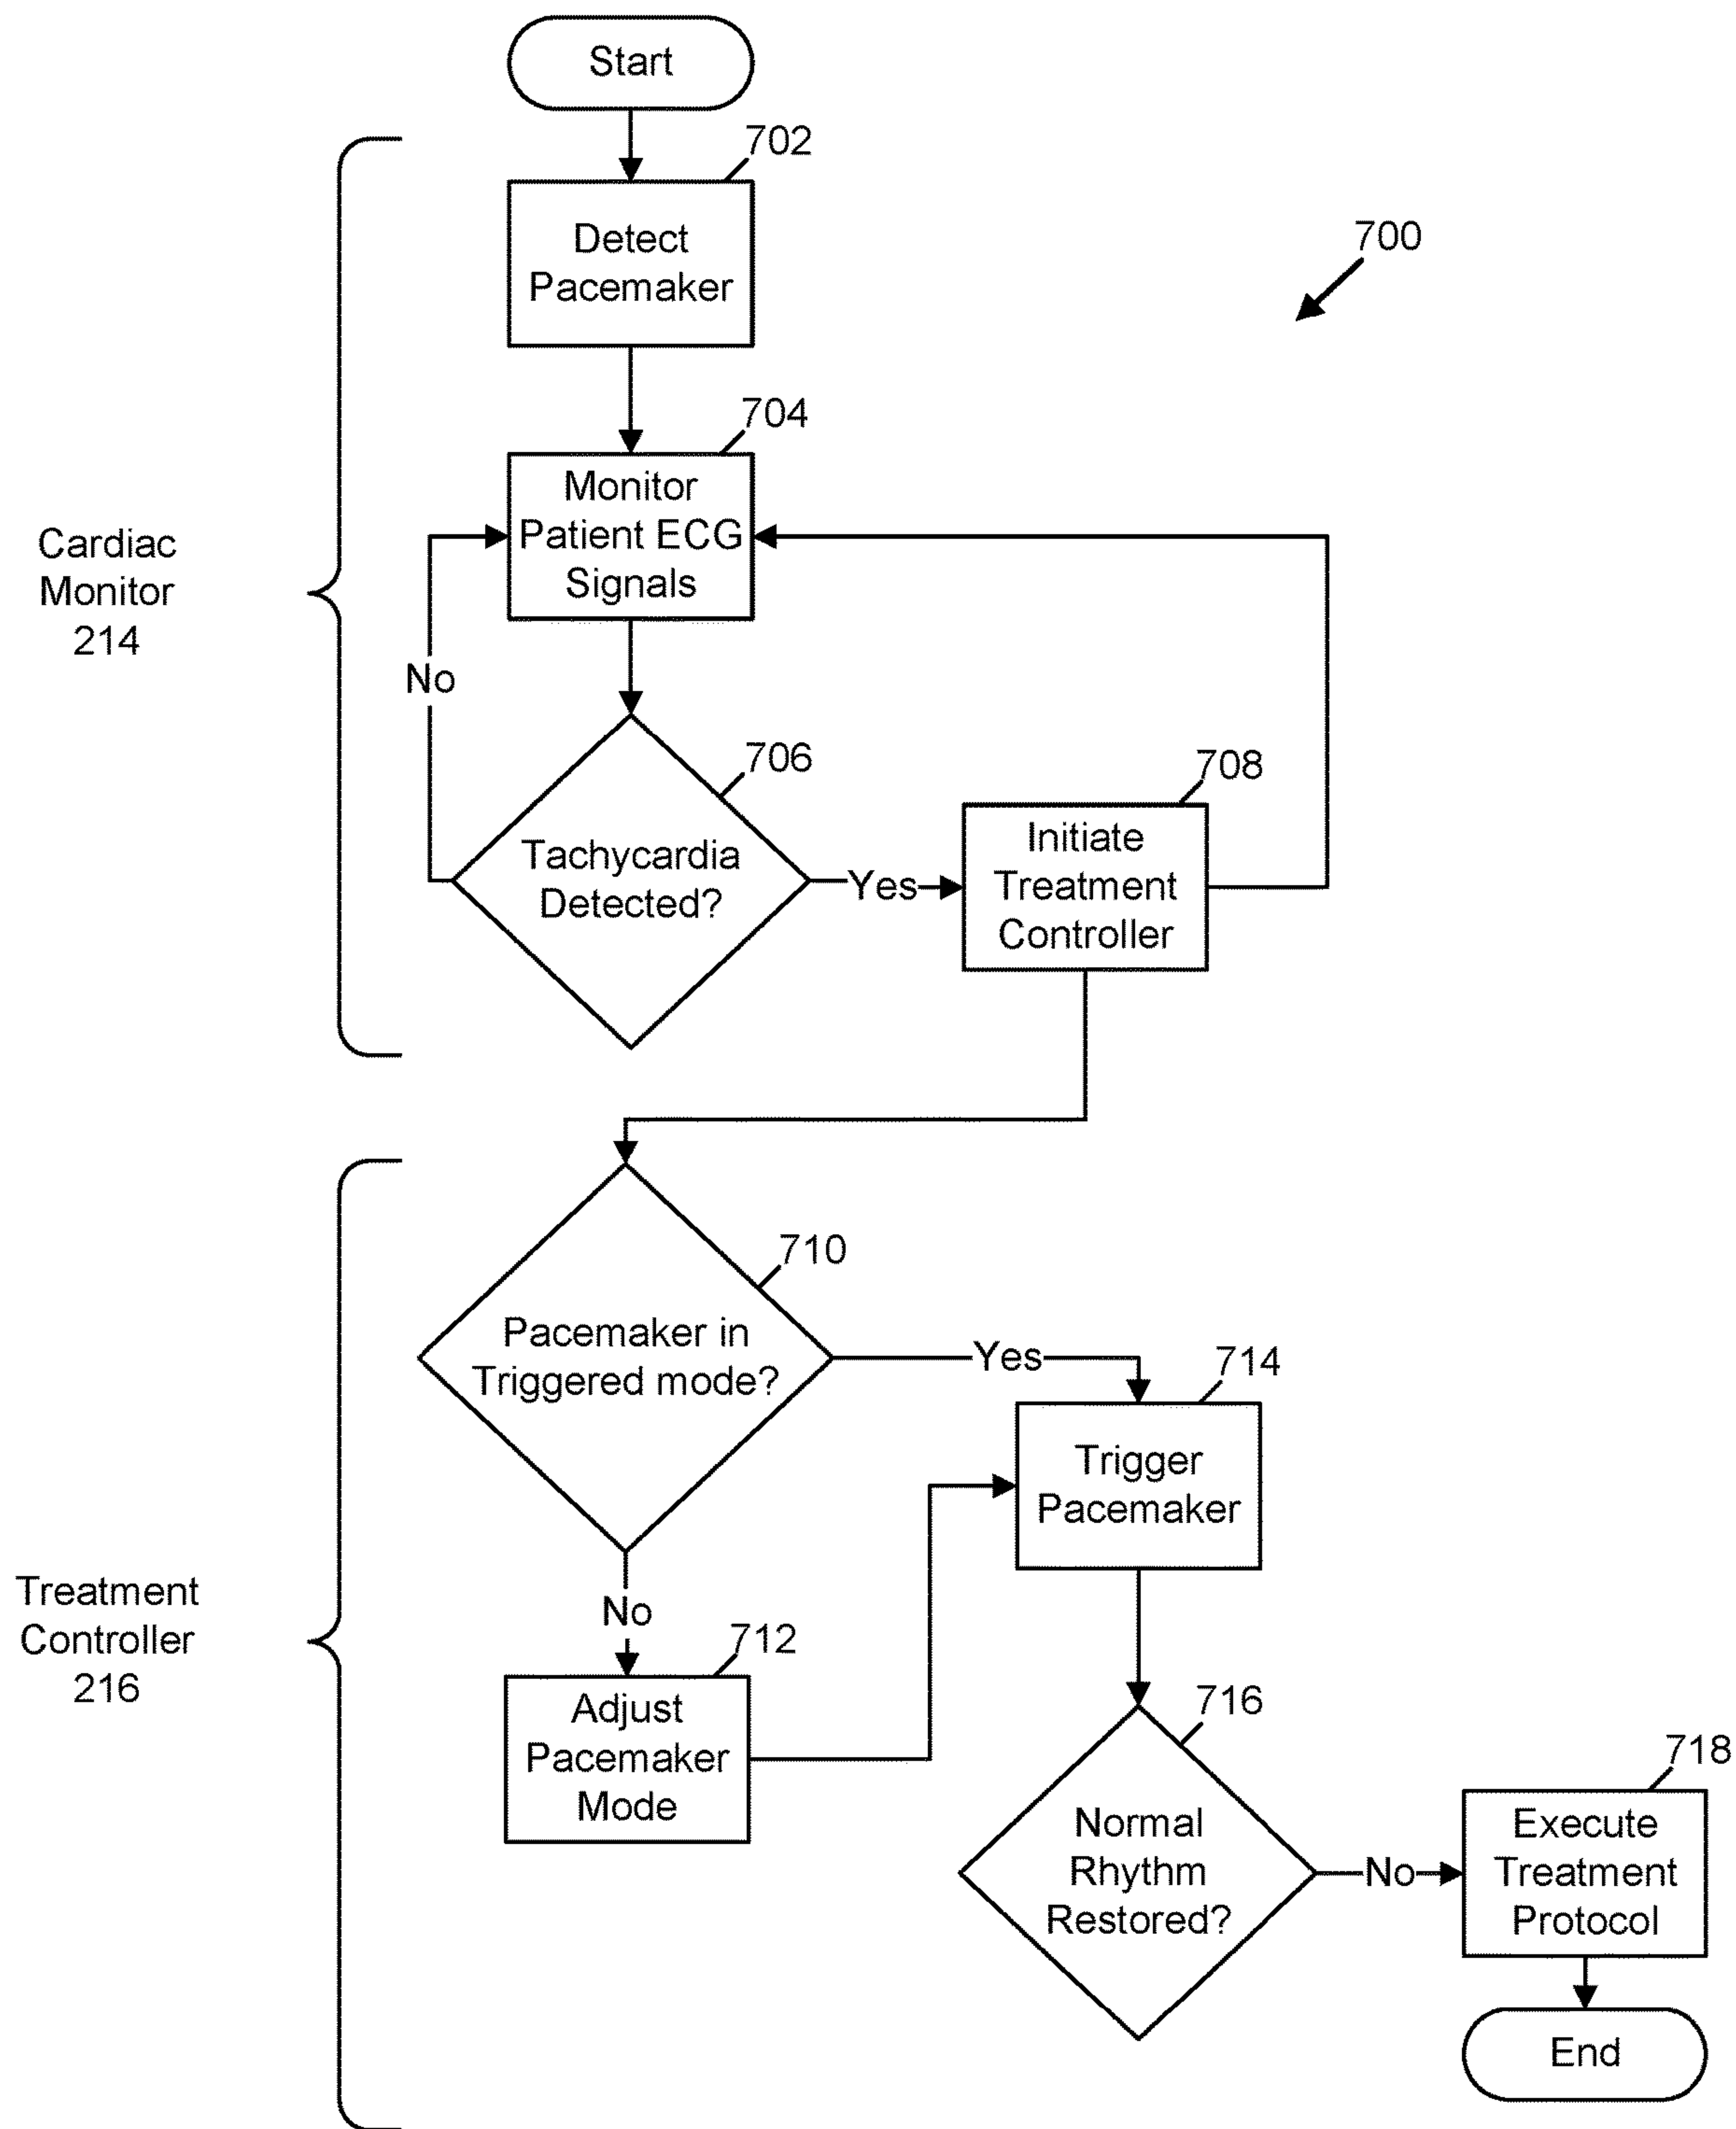 Start
702
Detect
Pacemaker
700
704
Monitor
Patient ECG
Signals
Cardiac
Monitor
214
No
706
Tachycardia
Detected?
Yes
708
Initiate
Treatment
Controller
710
Pacemaker in
Triggered mode?
Yes
714
Trigger
Pacemaker
Treatment
Controller
216
No
712
Adjust
Pacemaker
Mode
716
Normal
Rhythm
Restored?
No
718
Execute
Treatment
Protocol
End